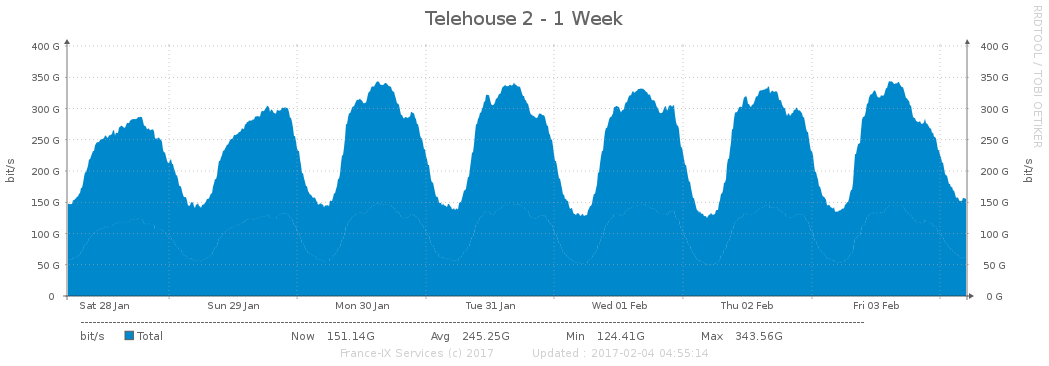 Telehouse 2 - 1 Week
RRDTOOL / TOBI OETIKER
400 G 400 G
350 G 350 G
300 G 300 G
250 G 250 G
200 G 200 G
150 G 150 G
100 G 100 G
50 G 50 G
0 0 G
bit/s bit/s
Sat 28 Jan Sun 29 Jan Mon 30 Jan Tue 31 Jan Wed 01 Feb Thu 02 Feb Fri 03 Feb
bit/s Total Now 151.14G Avg 245.25G Min 124.41G Max 343.56G
France-IX Services (c) 2017 Updated : 2017-02-04 04:55:14